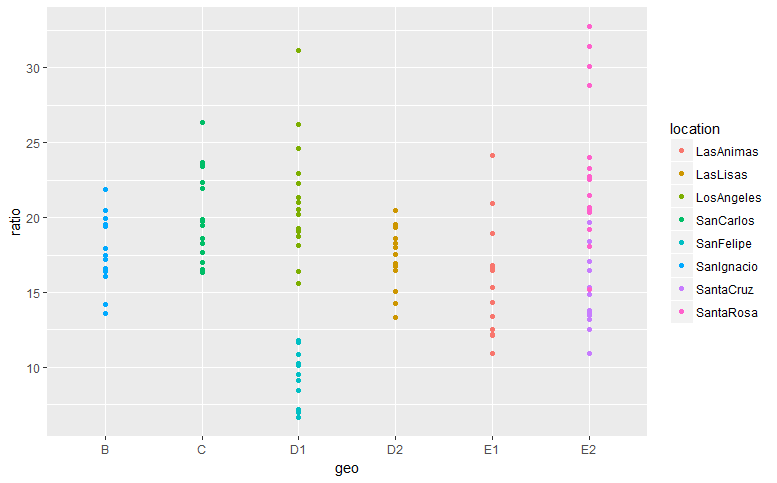 30
25
20
15
10
ratio
B C D1 D2 E1 E2
geo
location
LasAnimas
LasLisas
LosAngeles
SanCarlos
SanFelipe
SanIgnacio
SantaCruz
SantaRosa